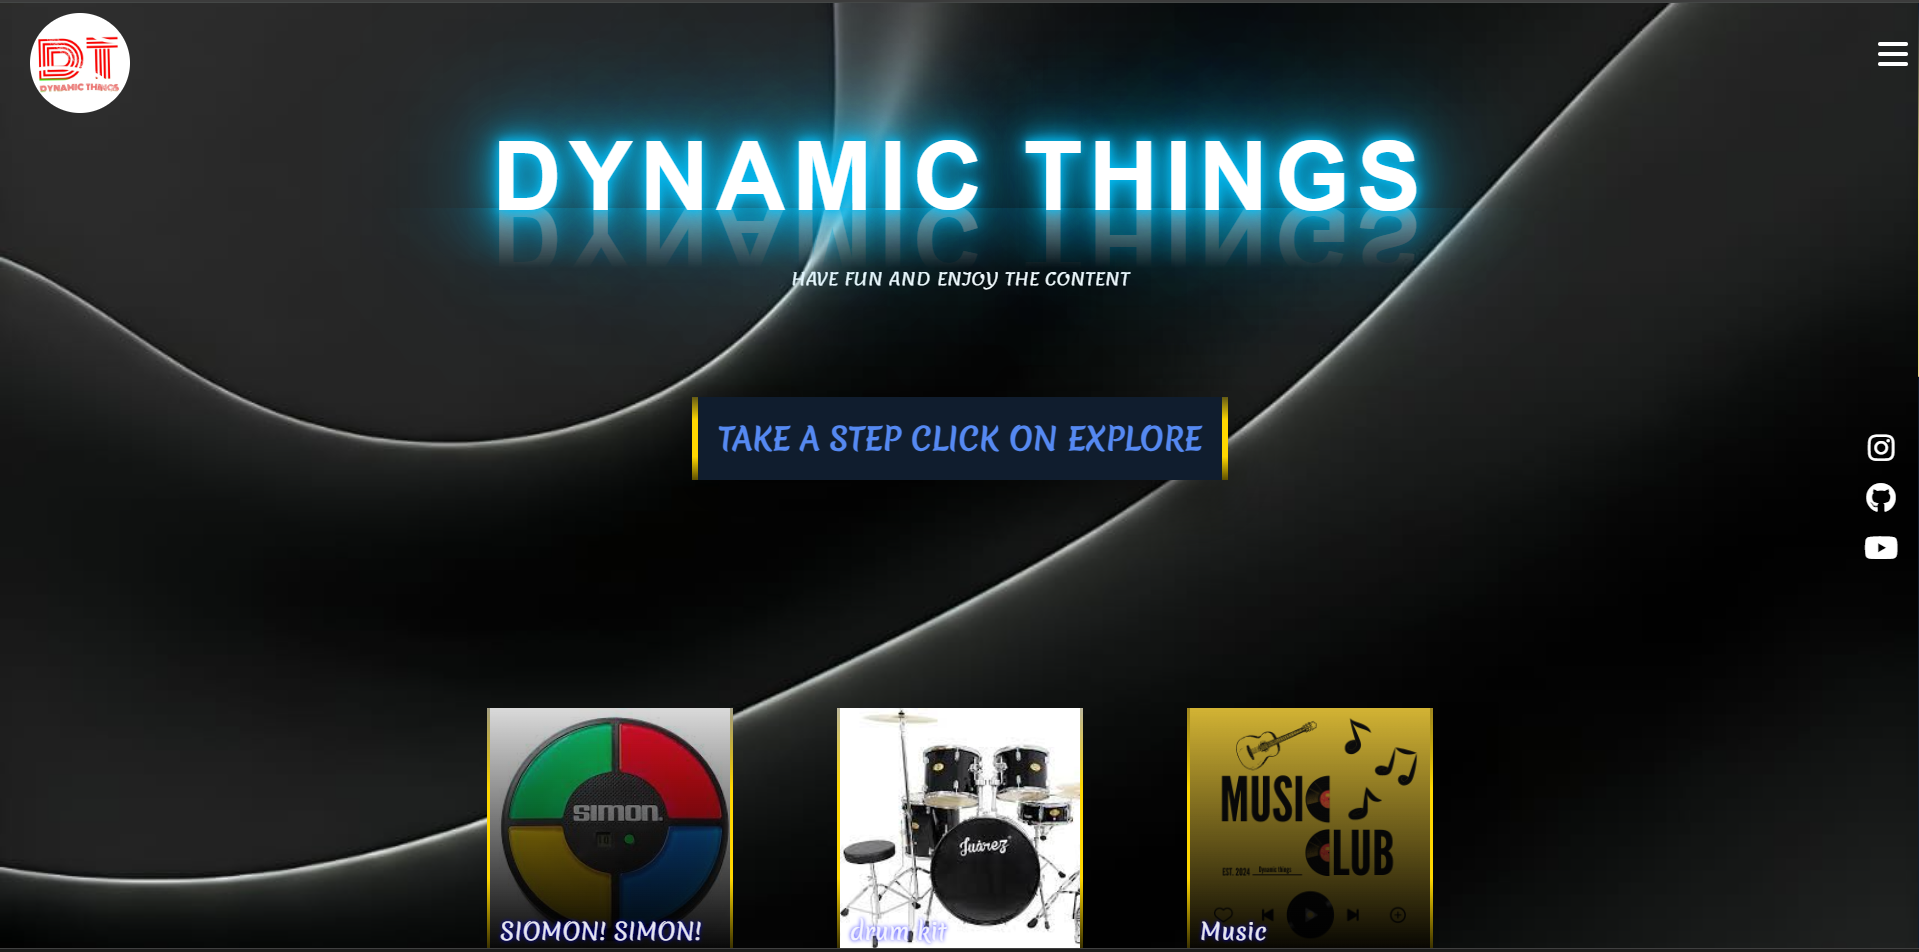 DT
DYNAMIC THINGS
DYNAMIC THINGS
HAVE FUN AND ENJOY THE CONTENT
TAKE A STEP CLICK ON EXPLORE
SIMON.
SIOMON! SIMON!
Juârez
drum kit
MUSIC
CLUB
EST. 2024 Dynamic things
Music